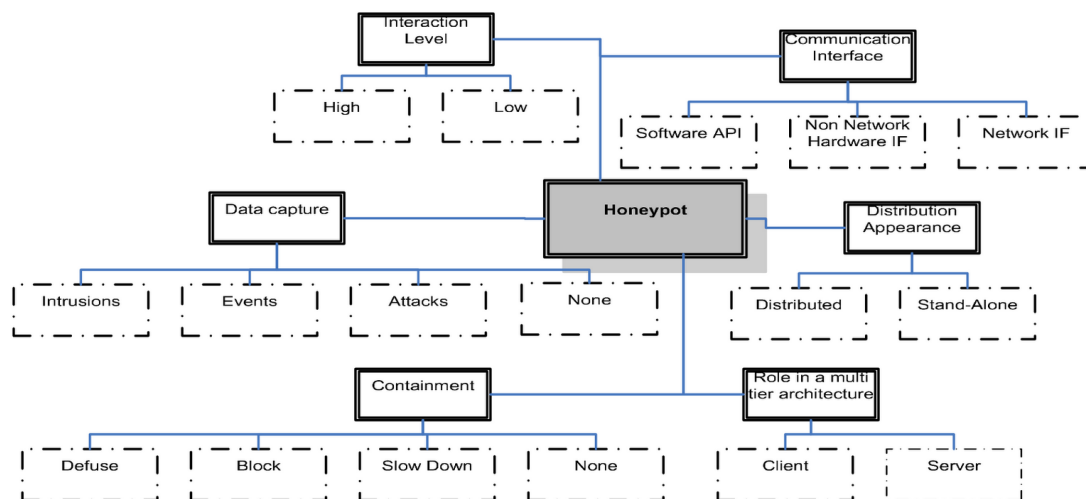 Interaction
Level
Communication
Interface
High
Low
Software API
Non Network
Hardware IF
Network IF
Data capture
Honeypot
Distribution
Appearance
Intrusions
Events
Attacks
None
Distributed
Stand-Alone
Containment
Role in a multi
tier architecture
Defuse
Block
Slow Down
None
Client
Server